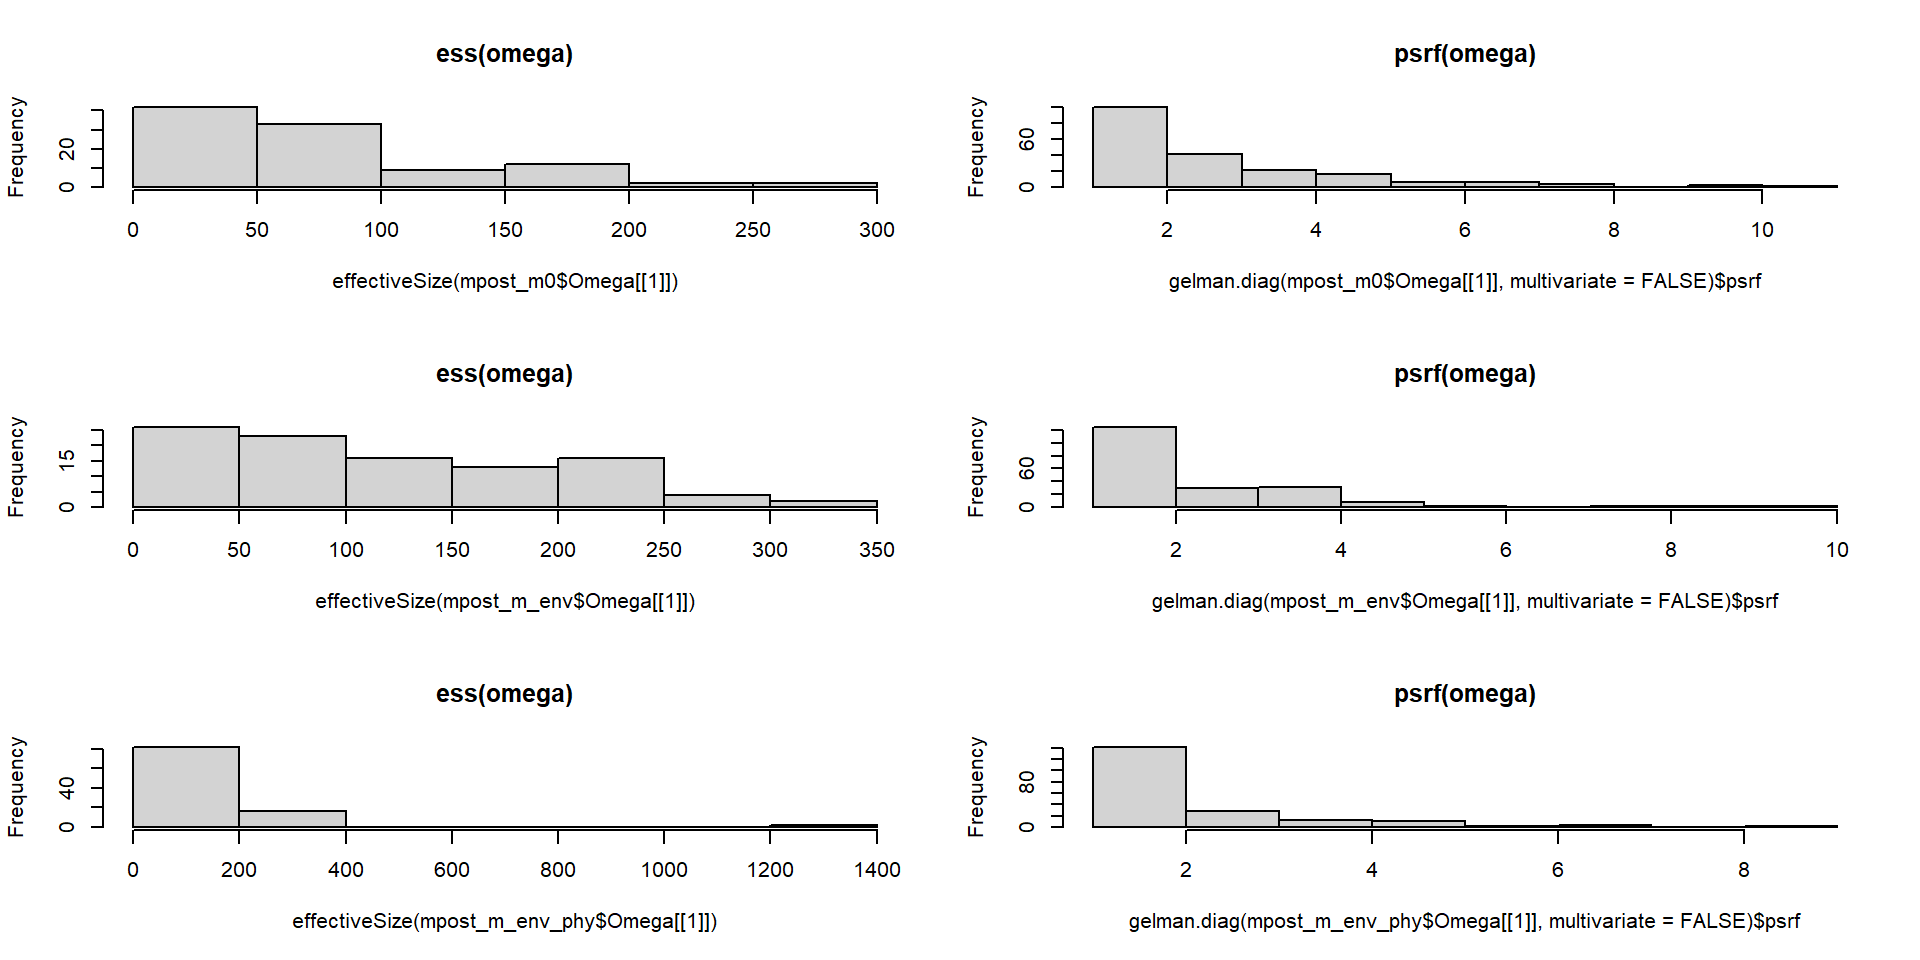 ess(omega)
Frequency
0 20
0 50 100 150 200 250 300
effectiveSize(mpost_m0$Omega[[1]])
psrf(omega)
Frequency
0 60
2 4 6 8 10
gelman.diag(mpost_m0$Omega[[1]], multivariate = FALSE)$psrf
ess(omega)
Frequency
0 15
0 50 100 150 200 250 300 350
effectiveSize(mpost_m_env$Omega[[1]])
psrf(omega)
Frequency
0 60
2 4 6 8 10
gelman.diag(mpost_m_env$Omega[[1]], multivariate = FALSE)$psrf
ess(omega)
Frequency
0 40
0 200 400 600 800 1000 1200 1400
effectiveSize(mpost_m_env_phy$Omega[[1]])
psrf(omega)
Frequency
0 80
2 4 6 8
gelman.diag(mpost_m_env_phy$Omega[[1]], multivariate = FALSE)$psrf